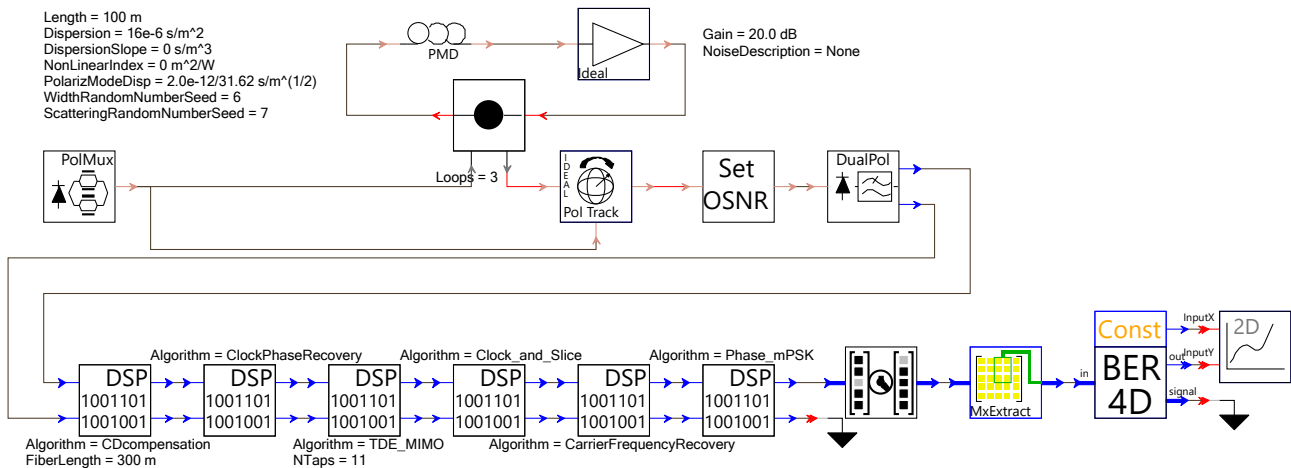 Length = 100 m
Dispersion = 16e-6 s/m^2
DispersionSlope = 0 s/m^3
NonLinearIndex = 0 m^2/W
PolarizModeDisp = 2.0e-12/31.62 s/m^(1/2)
WidthRandomNumberSeed = 6
ScatteringRandomNumberSeed = 7
PMD
Ideal
Gain = 20.0 dB
NoiseDescription = None
Loops = 3
PolMux
IDEAL
Pol Track
Set
OSNR
DualPol
Algorithm = ClockPhaseRecovery
Algorithm = Clock_and_Slice
Algorithm = Phase_mPSK
DSP
1001101
1001001
DSP
1001101
1001001
DSP
1001101
1001001
DSP
1001101
1001001
DSP
1001101
1001001
DSP
1001101
1001001
Algorithm = CDcompensation
FiberLength = 300 m
Algorithm = TDE_MIMO
NTaps = 11
Algorithm = CarrierFrequencyRecovery
MxExtract
in
Const
BER
4D
InputX
out
InputY
signal
2D